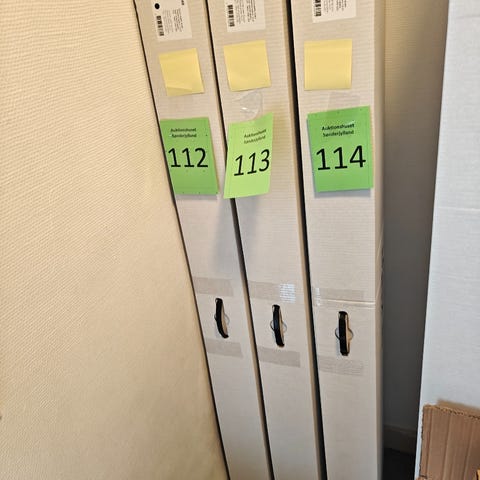 Auktionshuset
Sønderjylland
112
Auktionshuset
Sønderjylland
113
Auktionshuset
Sønderjylland
114